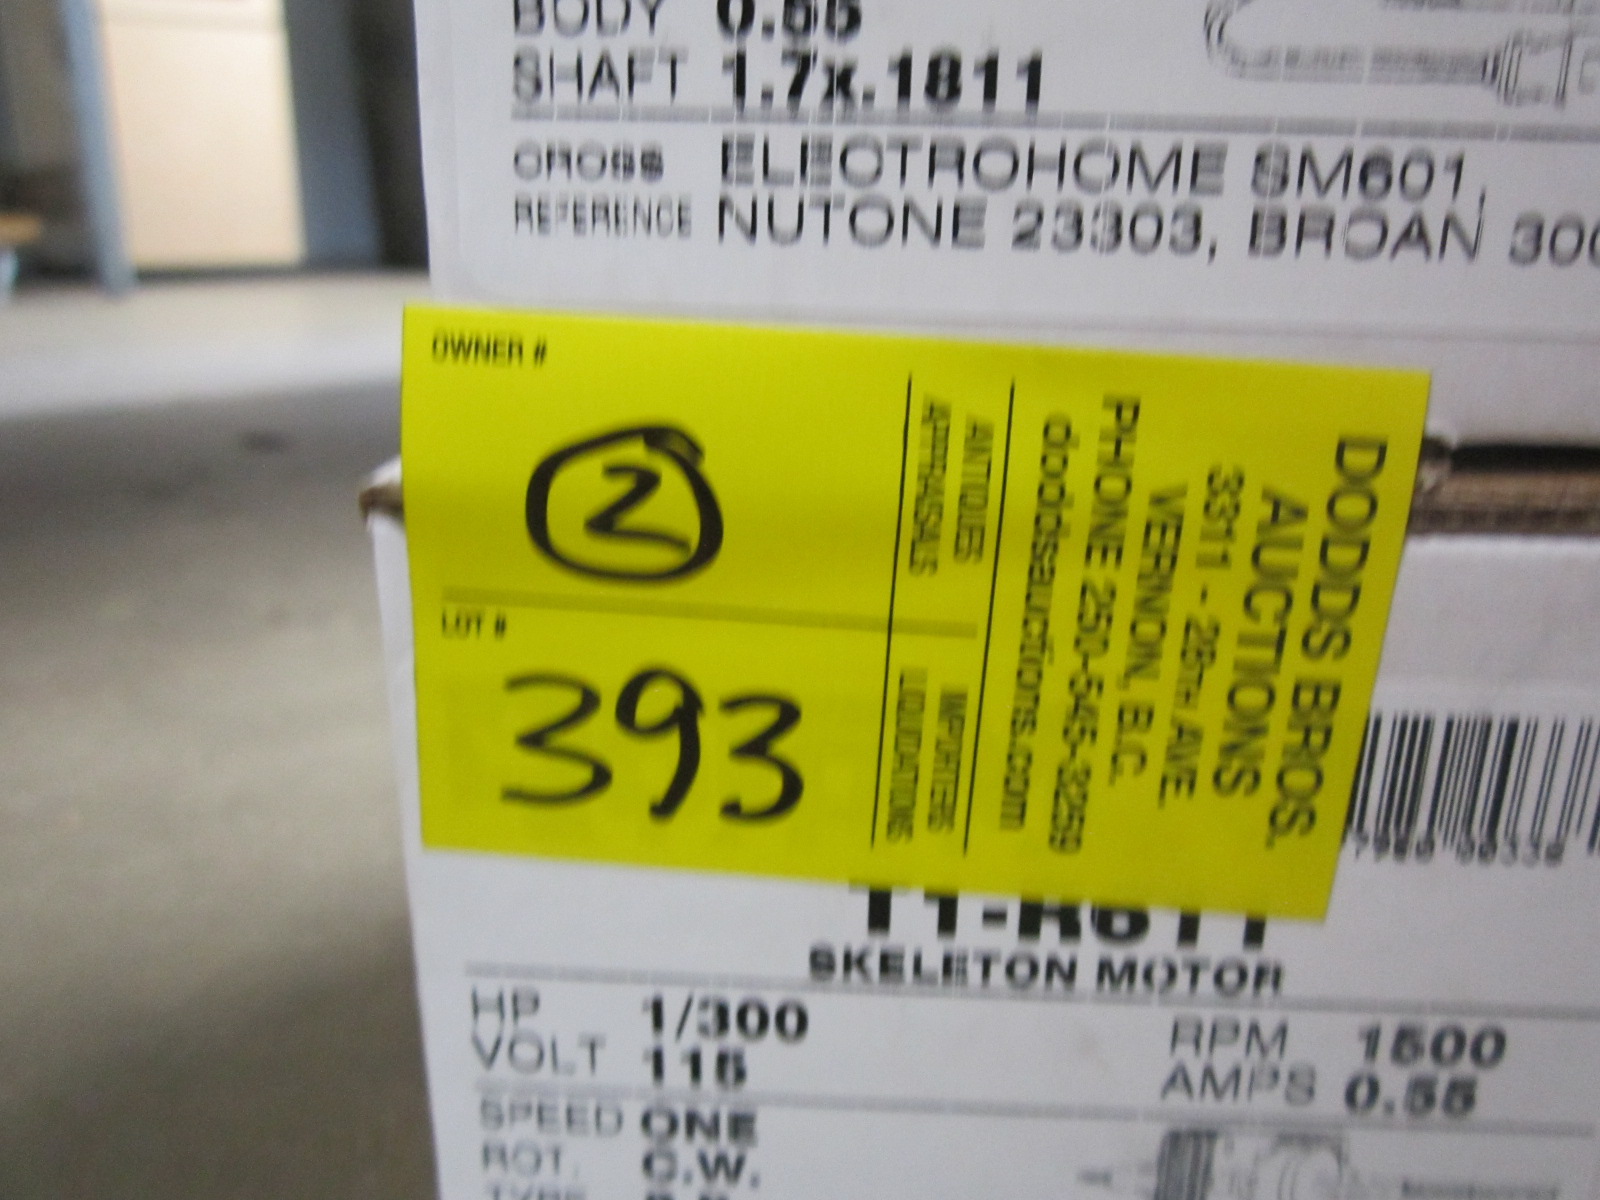 BODY 0.55
SHAFT 1.7x.1811
CROSS REFERENCE
ELECTROHOME SM601,
NUTONE 23303, BROAN
OWNER #
2
LOT #
393
DODDS BROS.
AUCTIONS
3311 - 28TH AVE.
VERNON, B.C.
PHONE 250-545-3259
doddsauctions.com
ANTIQUES IMPORTERS
APPRAISALS LIQUIDATIONS
SKELETON MOTOR
HP 1/300 RPM 1500
VOLT 115 AMPS 0.55
SPEED ONE
ROT. C.W.
TYPE